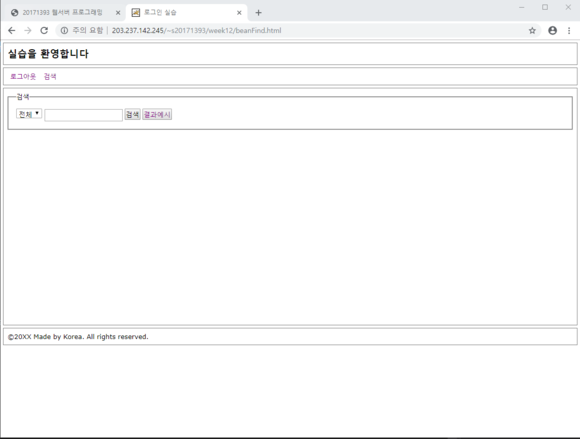 20171393 웹서버 프로그래밍
로그인 실습
주의 요함 203.237.142.245/~s20171393/week12/beanFind.html
실습을 환영합니다
로그아웃 검색
검색
전체 검색 결과예시
©20XX Made by Korea. All rights reserved.